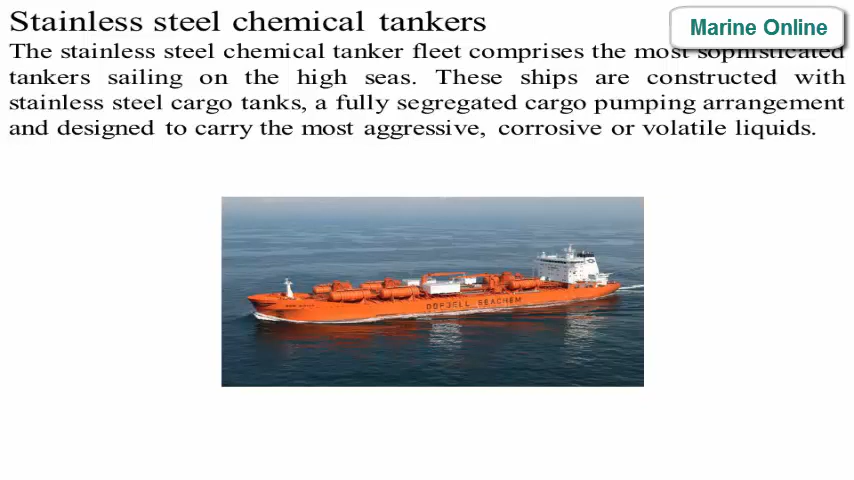 Stainless steel chemical tankers
Marine Online
The stainless steel chemical tanker fleet comprises the most sophisticated
tankers sailing on the high seas. These ships are constructed with
stainless steel cargo tanks, a fully segregated cargo pumping arrangement
and designed to carry the most aggressive, corrosive or volatile liquids.
ODFJELL SEACHEM